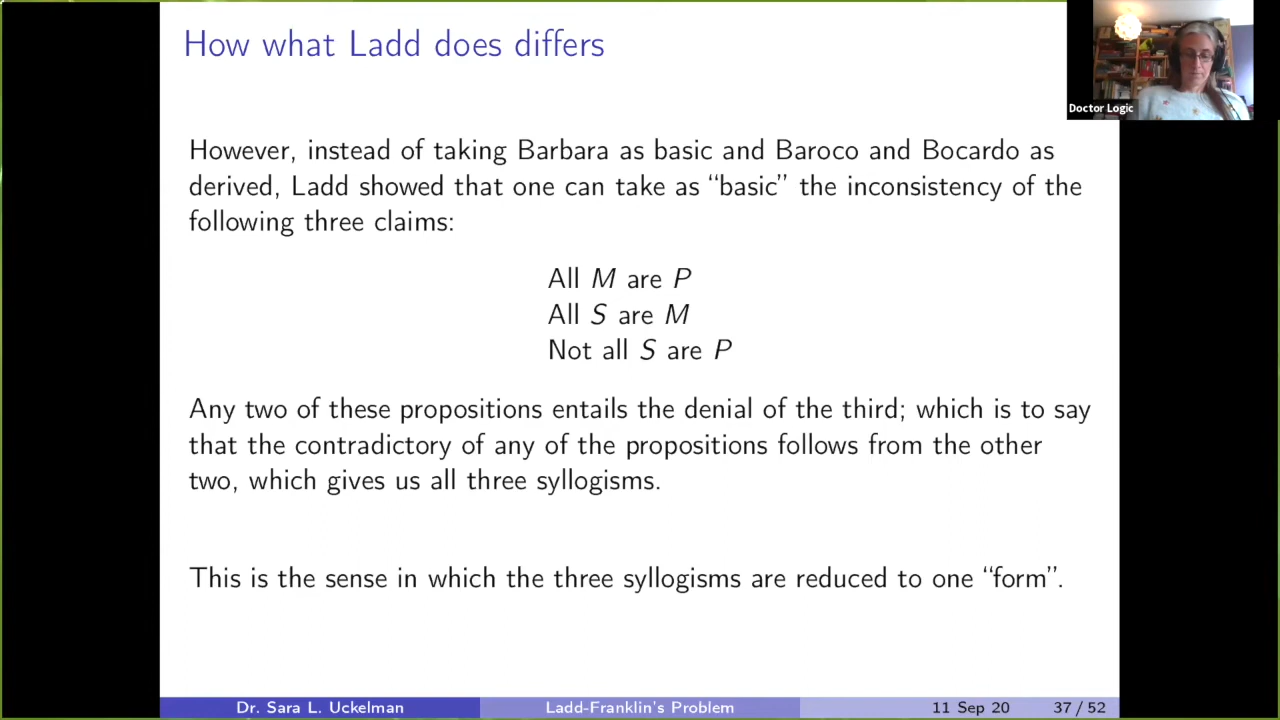 How what Ladd does differs
Doctor Logic
However, instead of taking Barbara as basic and Baroco and Bocardo as
derived, Ladd showed that one can take as “basic” the inconsistency of the
following three claims:
All M are P
All S are M
Not all S are P
Any two of these propositions entails the denial of the third; which is to say
that the contradictory of any of the propositions follows from the other
two, which gives us all three syllogisms.
This is the sense in which the three syllogisms are reduced to one “form”.
Dr. Sara L. Uckelman Ladd-Franklin’s Problem 11 Sep 20 37 / 52